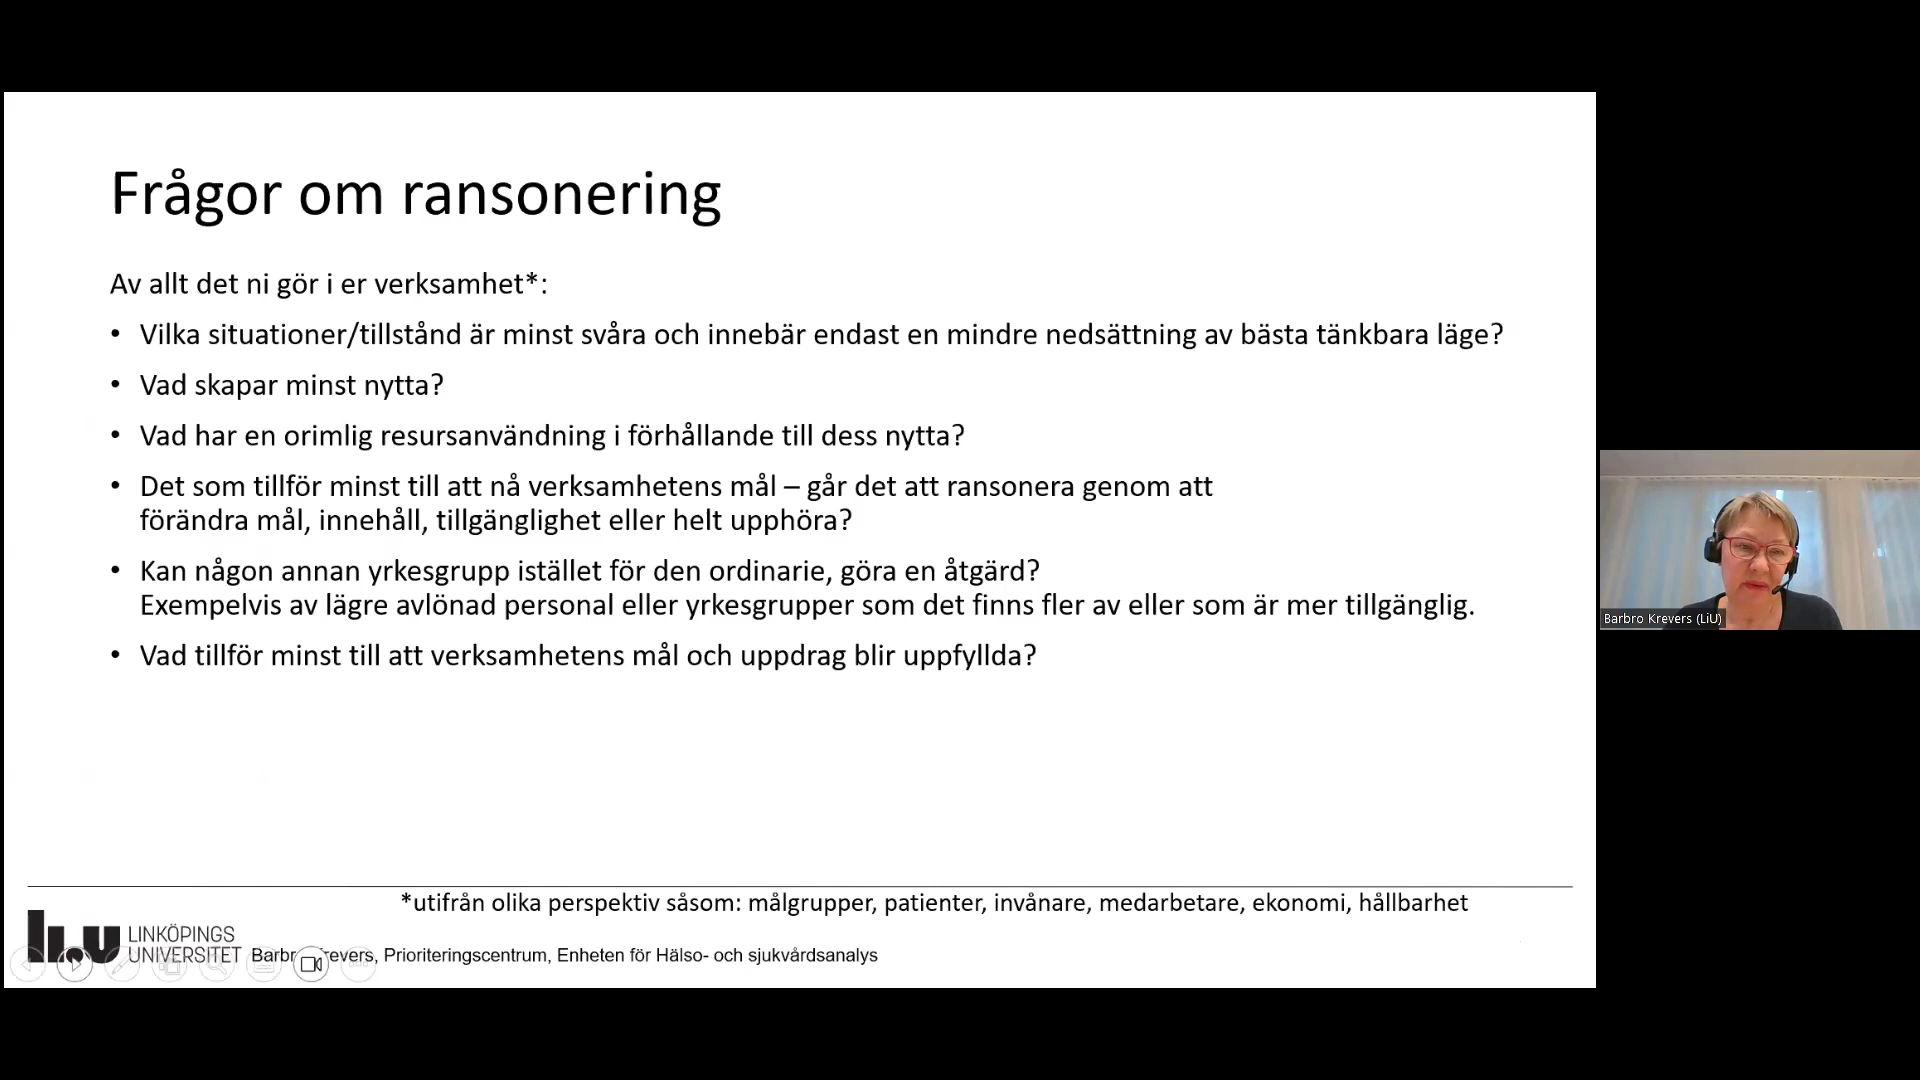 Frågor om ransonering
Av allt det ni gör i er verksamhet*:
• Vilka situationer/tillstånd är minst svåra och innebär endast en mindre nedsättning av bästa tänkbara läge?
• Vad skapar minst nytta?
• Vad har en orimlig resursanvändning i förhållande till dess nytta?
• Det som tillför minst till att nå verksamhetens mål – går det att ransonera genom att
förändra mål, innehåll, tillgänglighet eller helt upphöra?
• Kan någon annan yrkesgrupp istället för den ordinarie, göra en åtgärd?
Exempelvis av lägre avlönad personal eller yrkesgrupper som det finns fler av eller som är mer tillgänglig.
• Vad tillför minst till att verksamhetens mål och uppdrag blir uppfyllda?
Barbro Krevers (LiU)
*utifrån olika perspektiv såsom: målgrupper, patienter, invånare, medarbetare, ekonomi, hållbarhet
LiU
LINKÖPINGS
UNIVERSITET
Barbro Krevers, Prioriteringscentrum, Enheten för Hälso- och sjukvårdsanalys